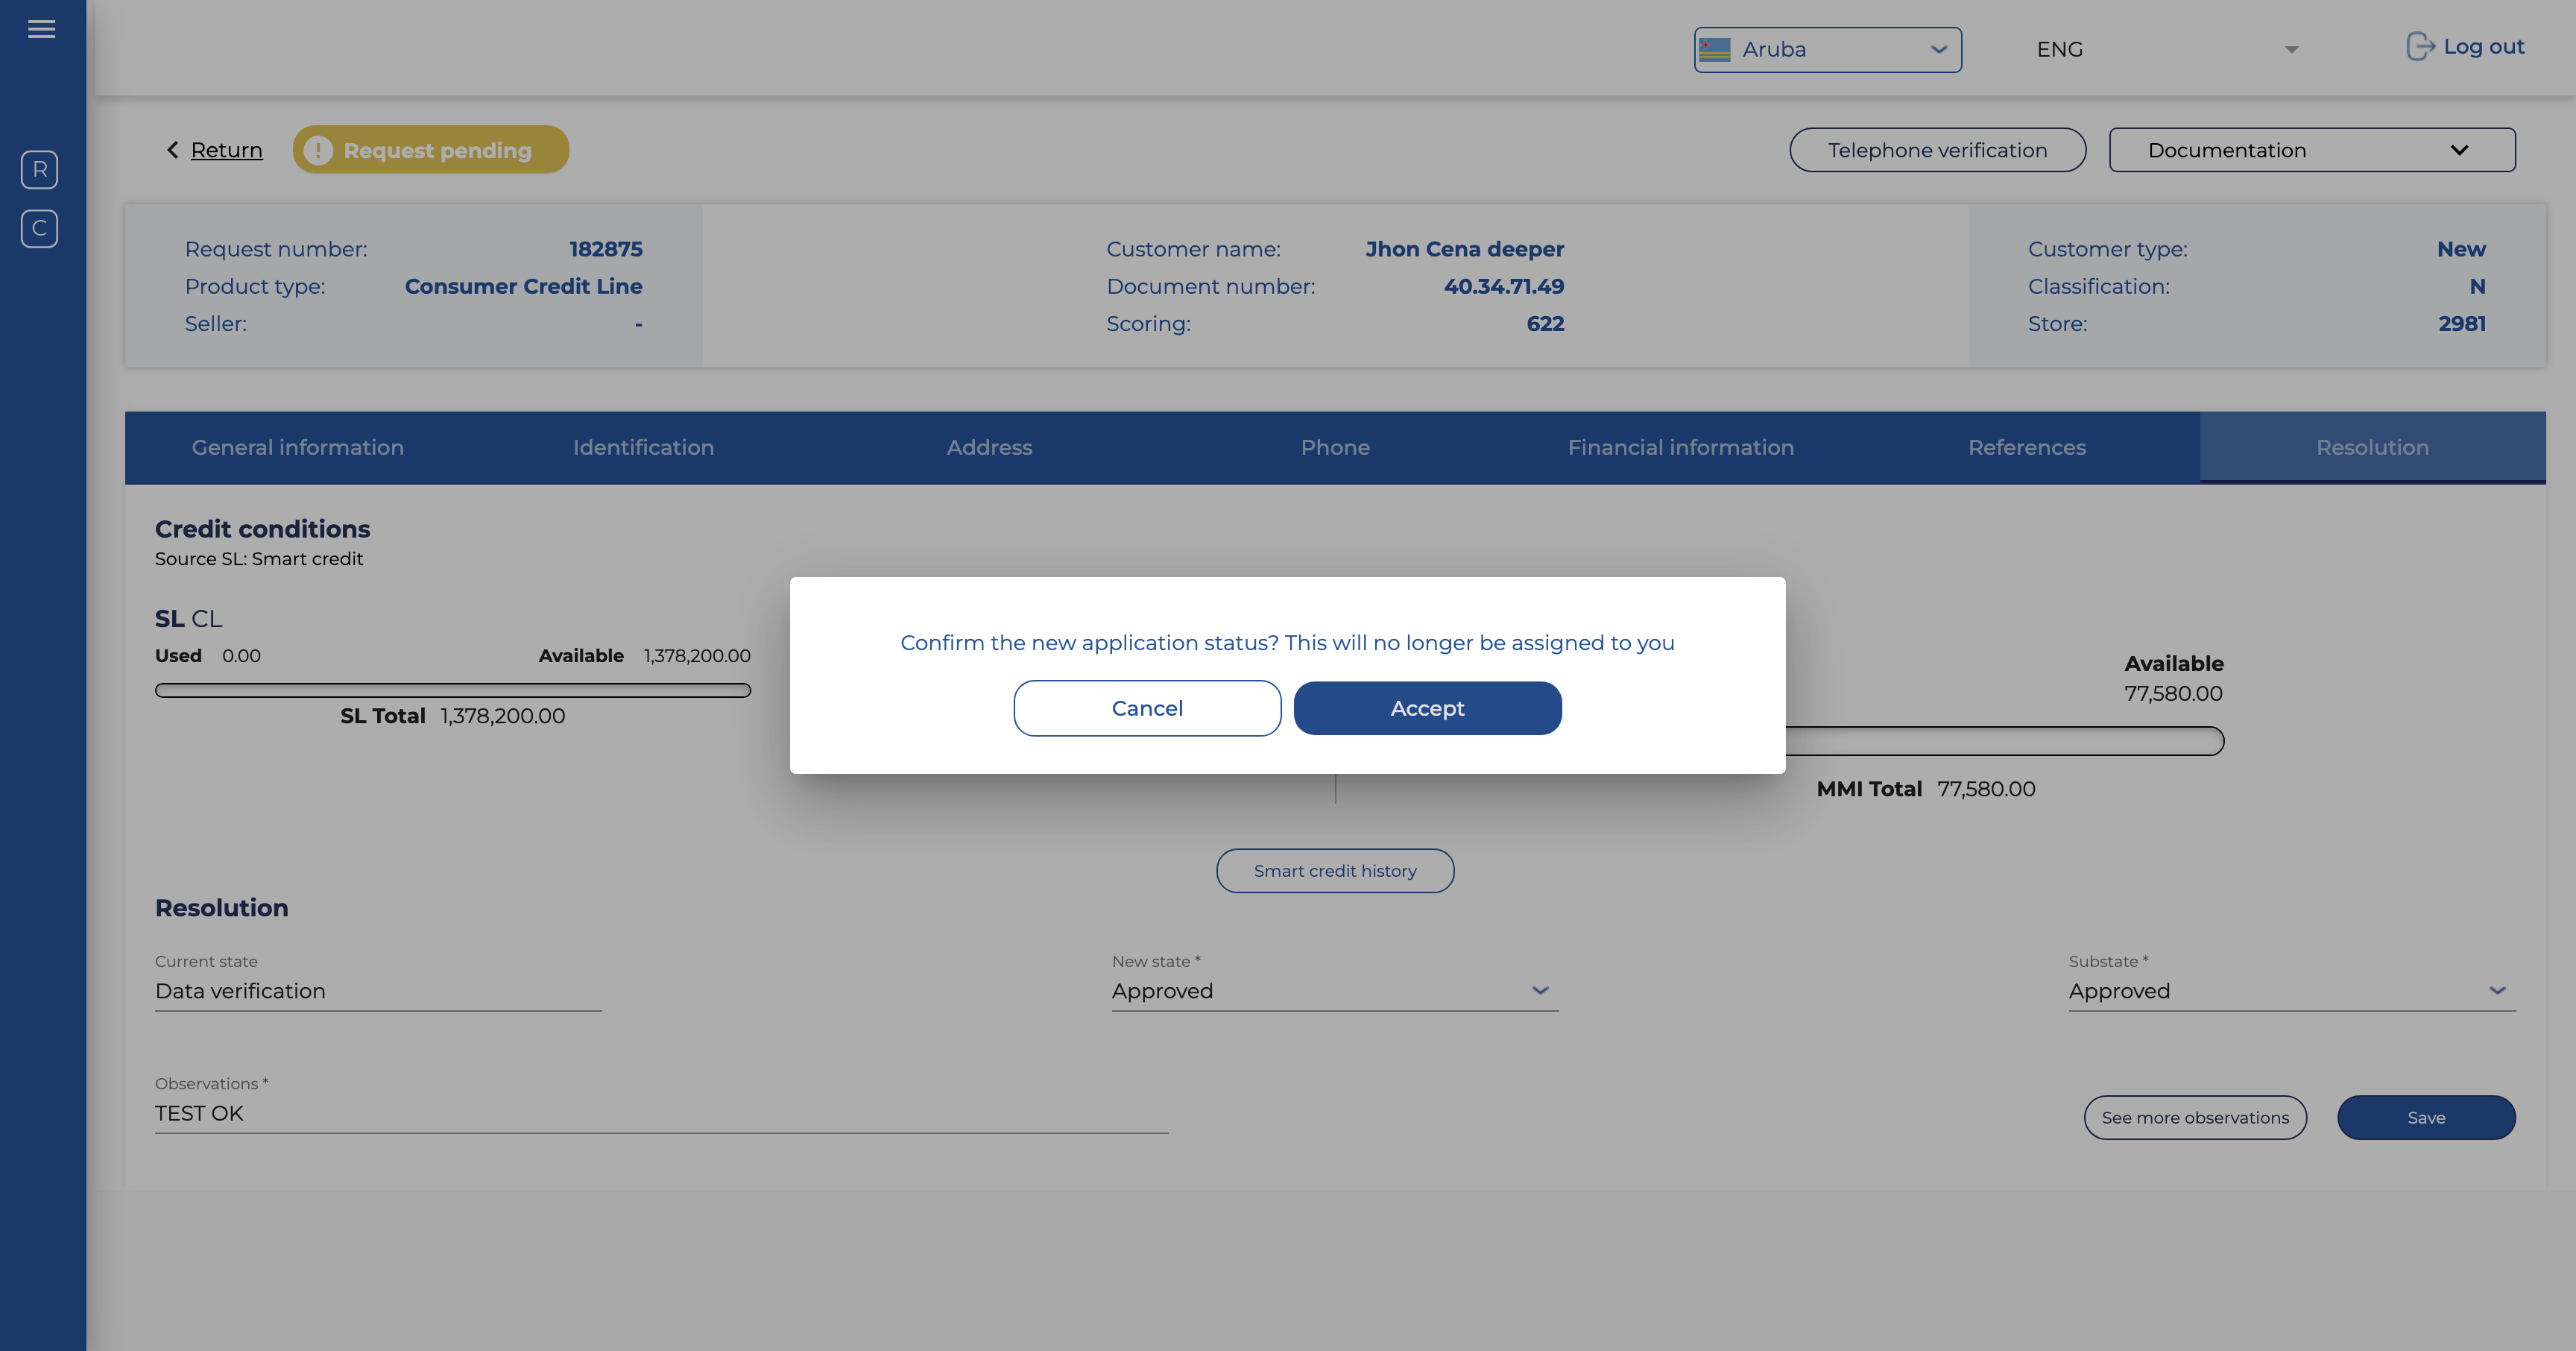 Aruba
ENG
Log out
R
C
Return
Request pending
Telephone verification
Documentation
Request number: 182875
Product type: Consumer Credit Line
Seller: -
Customer name: Jhon Cena deeper
Document number: 40.34.71.49
Scoring: 622
Customer type: New
Classification: N
Store: 2981
General information
Identification
Address
Phone
Financial information
References
Resolution
Credit conditions
Source SL: Smart credit
SL CL
Used 0.00
Available 1,378,200.00
SL Total 1,378,200.00
Confirm the new application status? This will no longer be assigned to you
Cancel
Accept
Available
77,580.00
MMI Total 77,580.00
Smart credit history
Resolution
Current state
Data verification
New state *
Approved
Substate *
Approved
Observations *
TEST OK
See more observations
Save